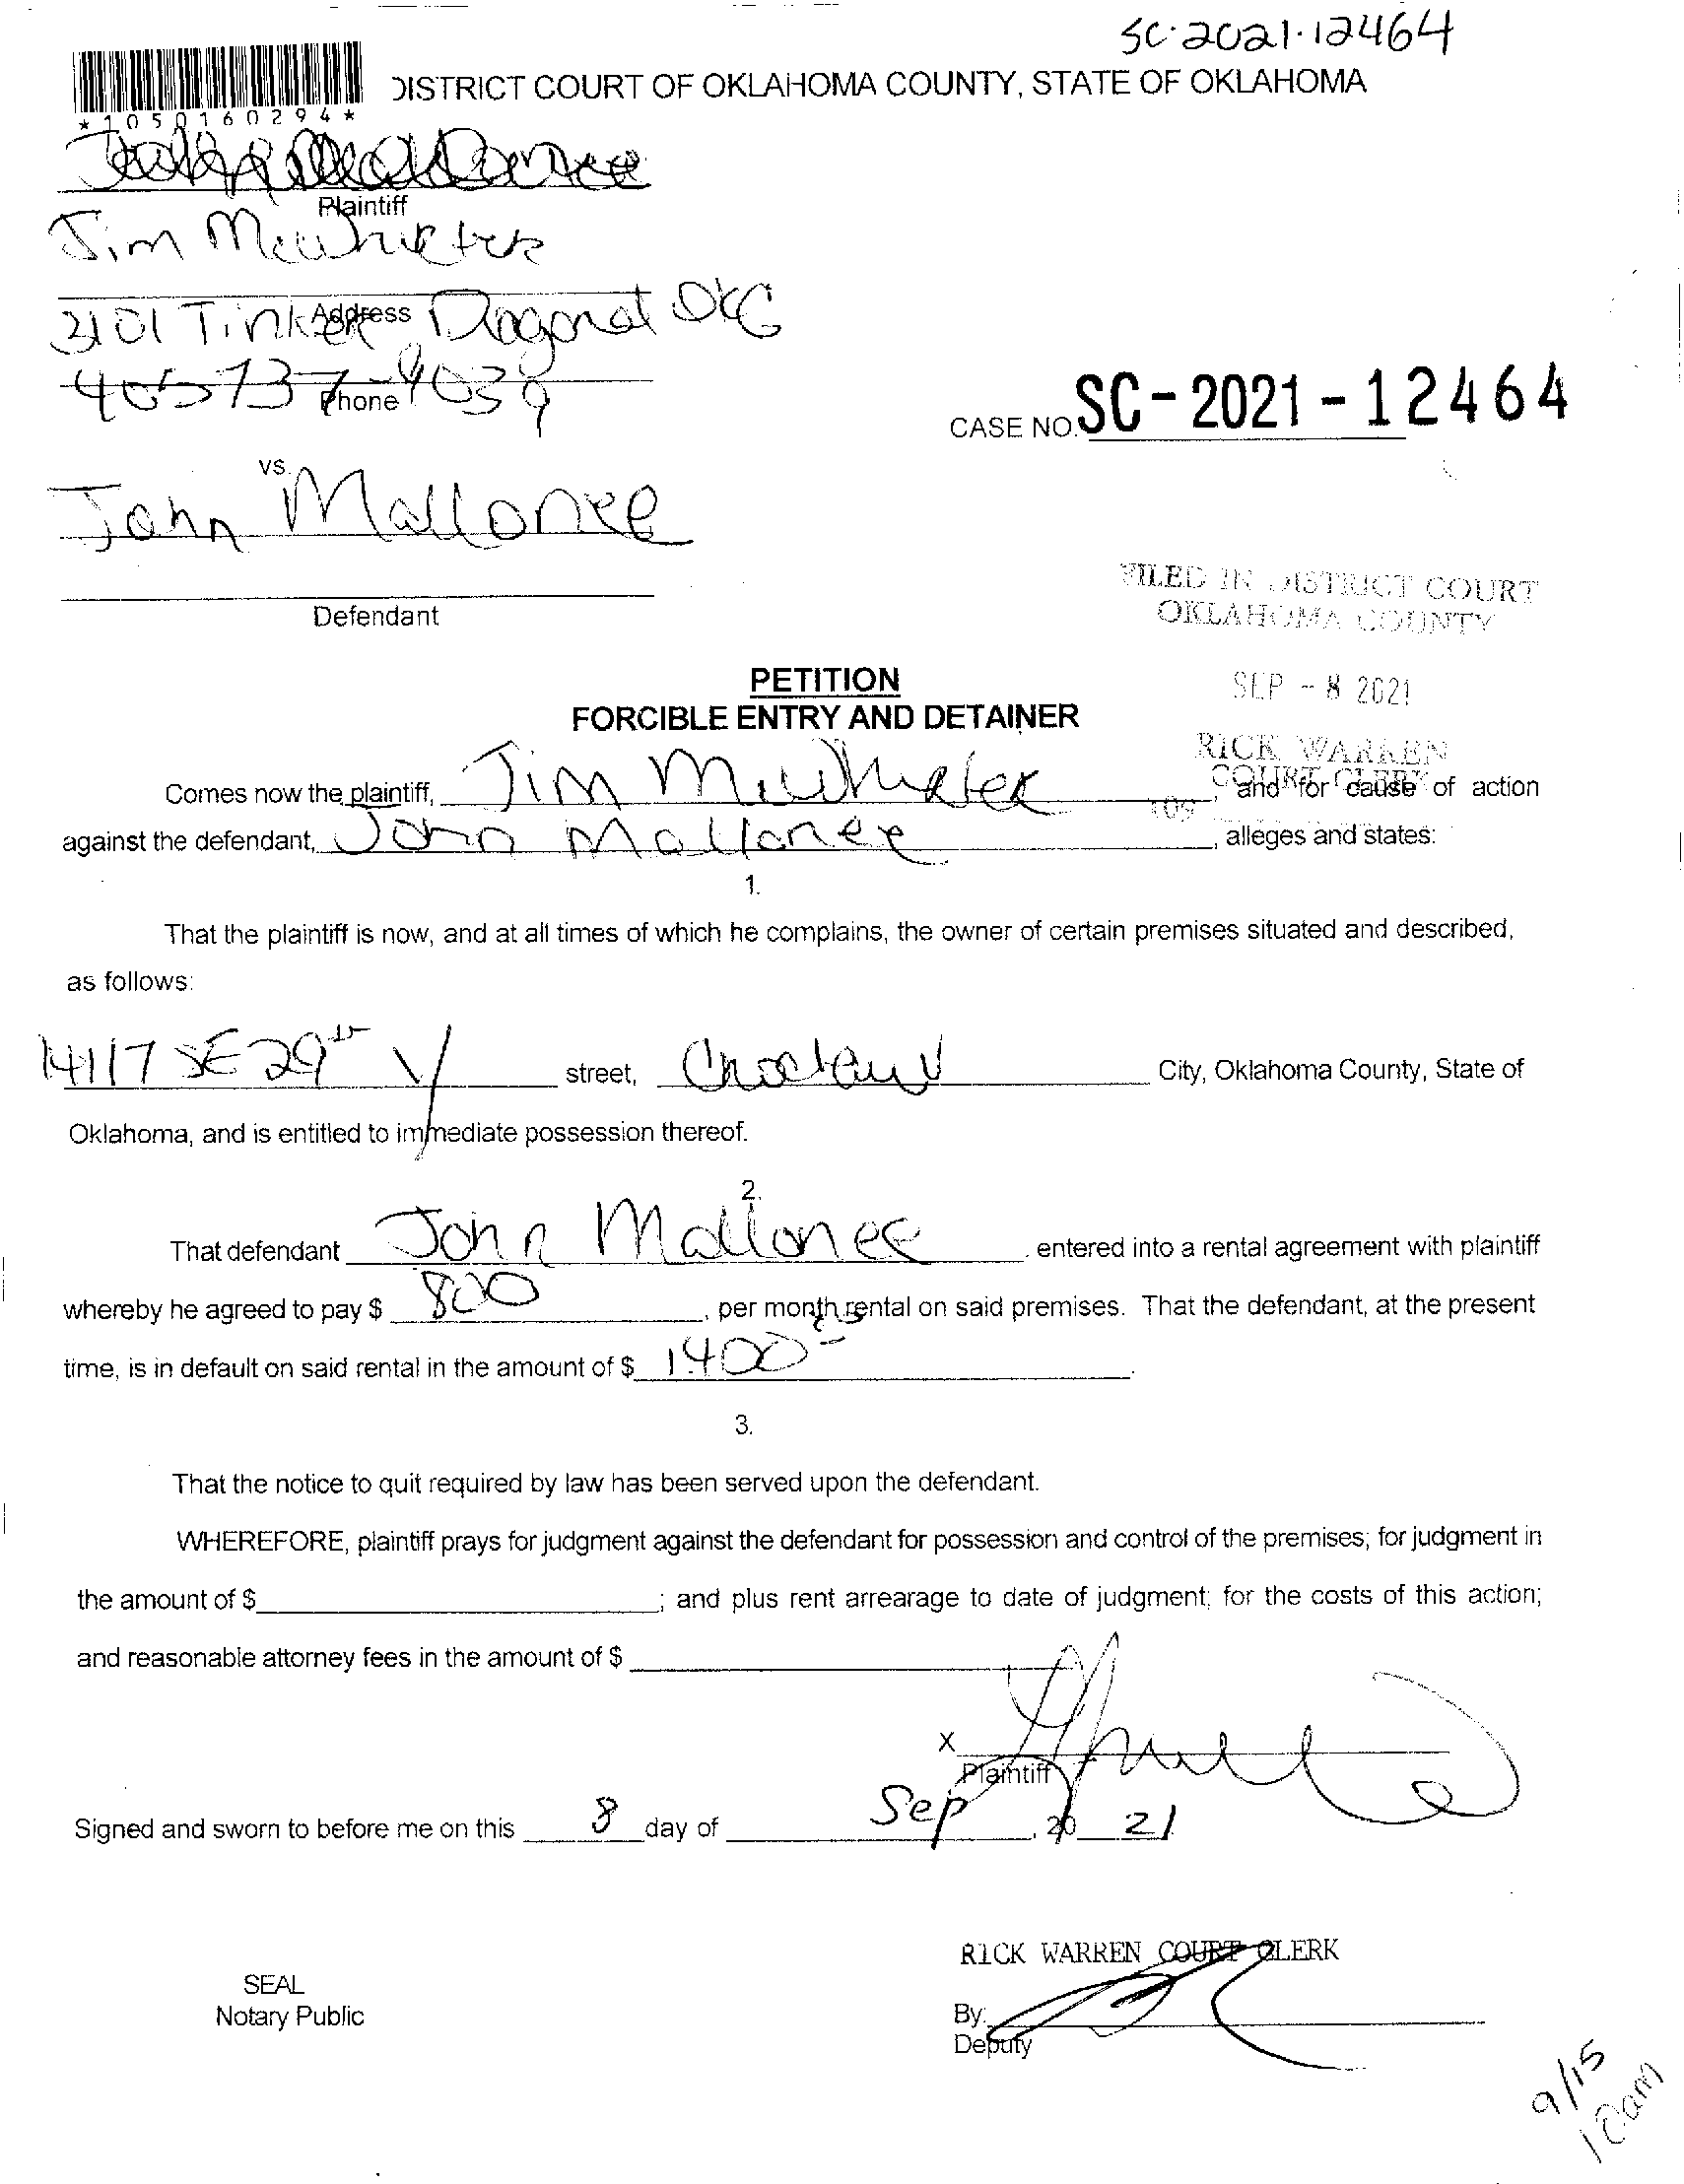 SC-2021-12464
DISTRICT COURT OF OKLAHOMA COUNTY, STATE OF OKLAHOMA
*1050160294*
Plaintiff
Jim McWhirter
Address
3101 Tinker Diagonal OKC
405 737-4039
Phone
CASE NO. SC-2021-12464
vs.
John Mallonee
Defendant
FILED IN DISTRICT COURT
OKLAHOMA COUNTY
SEP - 8 2021
RICK WARREN
COURT CLERK
109
PETITION
FORCIBLE ENTRY AND DETAINER
Comes now the plaintiff, Jim McWhirter, and for cause of action
against the defendant, John Mallonee, alleges and states:
1.
That the plaintiff is now, and at all times of which he complains, the owner of certain premises situated and described,
as follows:
14117 SE 29th street, Choctaw City, Oklahoma County, State of
Oklahoma, and is entitled to immediate possession thereof.
2.
That defendant John Mallonee entered into a rental agreement with plaintiff
whereby he agreed to pay $ 800, per month rental on said premises. That the defendant, at the present
time, is in default on said rental in the amount of $ 1400-.
3.
That the notice to quit required by law has been served upon the defendant.
WHEREFORE, plaintiff prays for judgment against the defendant for possession and control of the premises; for judgment in
the amount of $; and plus rent arrearage to date of judgment; for the costs of this action;
and reasonable attorney fees in the amount of $
X
Plaintiff
Signed and sworn to before me on this 8 day of Sep, 20 21
RICK WARREN COURT CLERK
SEAL
Notary Public
By:
Deputy
9/15
10am